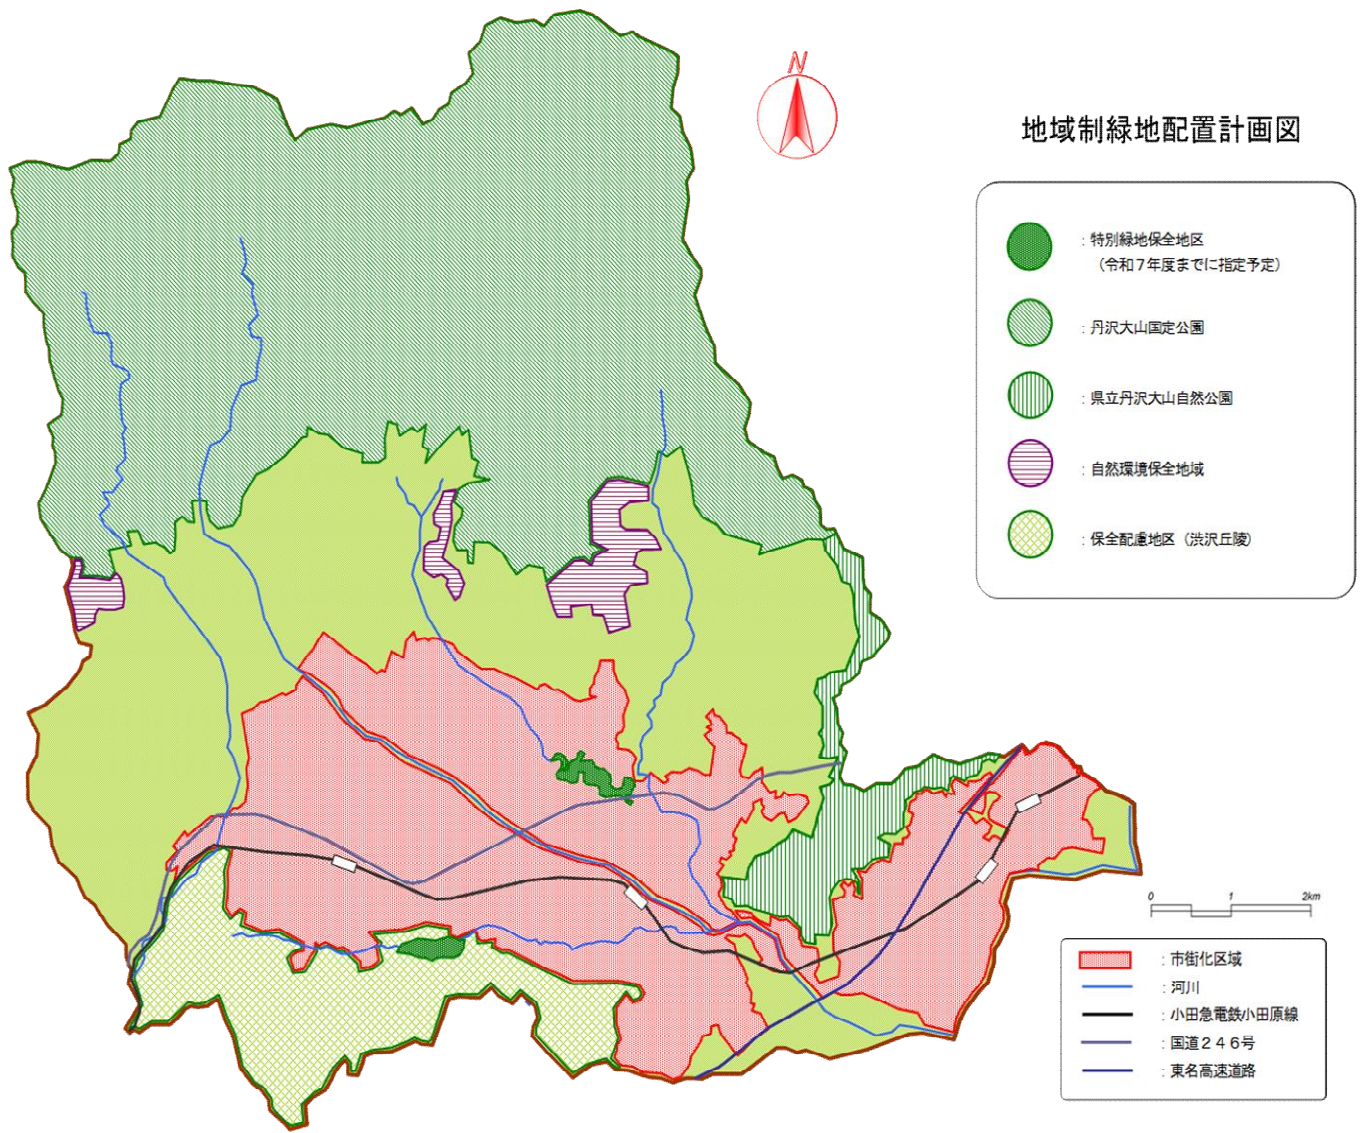 N
地域制緑地配置計画図
：特別緑地保全地区
（令和７年度までに指定予定）
：丹沢大山国定公園
：県立丹沢大山自然公園
：自然環境保全地域
：保全配慮地区（渋沢丘陵）
0 1 2km
：市街化区域
：河川
：小田急電鉄小田原線
：国道２４６号
：東名高速道路